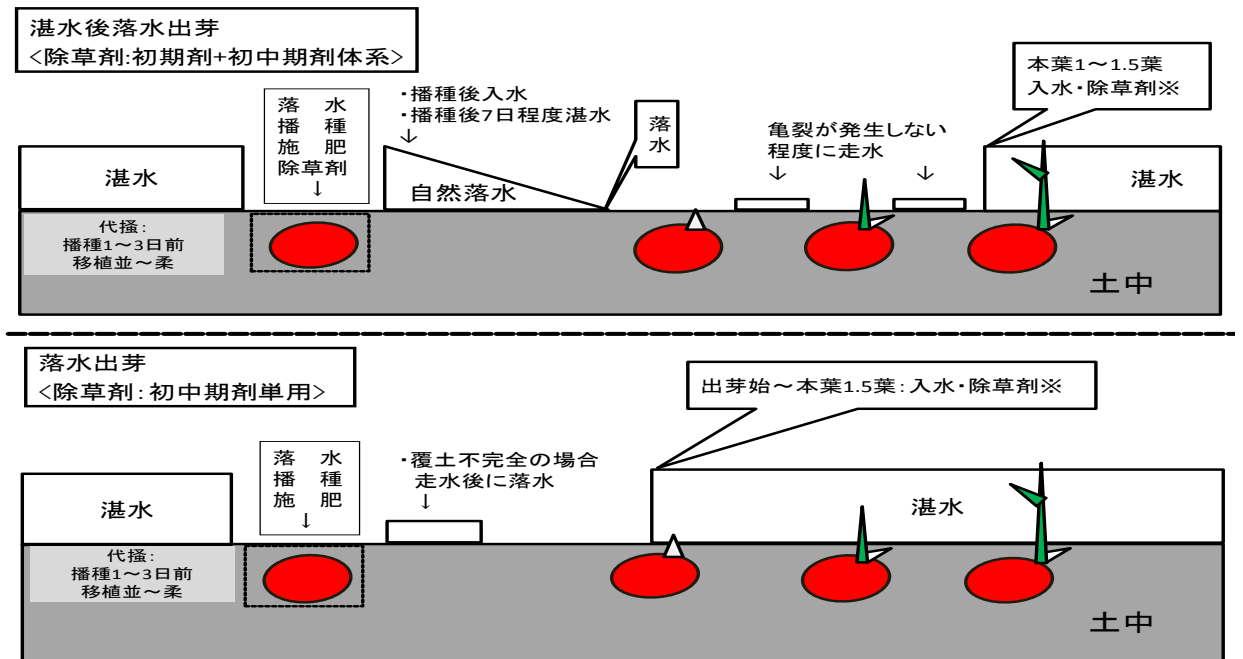 湛水後落水出芽
<除草剤:初期剤+初中期剤体系>
落　水
播　種
施　肥
除草剤
↓
・播種後入水
・播種後7日程度湛水
↓
落水
亀裂が発生しない
程度に走水
↓
↓
本葉1～1.5葉
入水・除草剤※
湛水
自然落水
湛水
代掻:
播種1～3日前
移植並～柔
土中
落水出芽
<除草剤:初中期剤単用>
出芽始～本葉1.5葉:入水・除草剤※
落　水
播　種
施　肥
↓
・覆土不完全の場合
走水後に落水
↓
湛水
湛水
代掻:
播種1～3日前
移植並～柔
土中